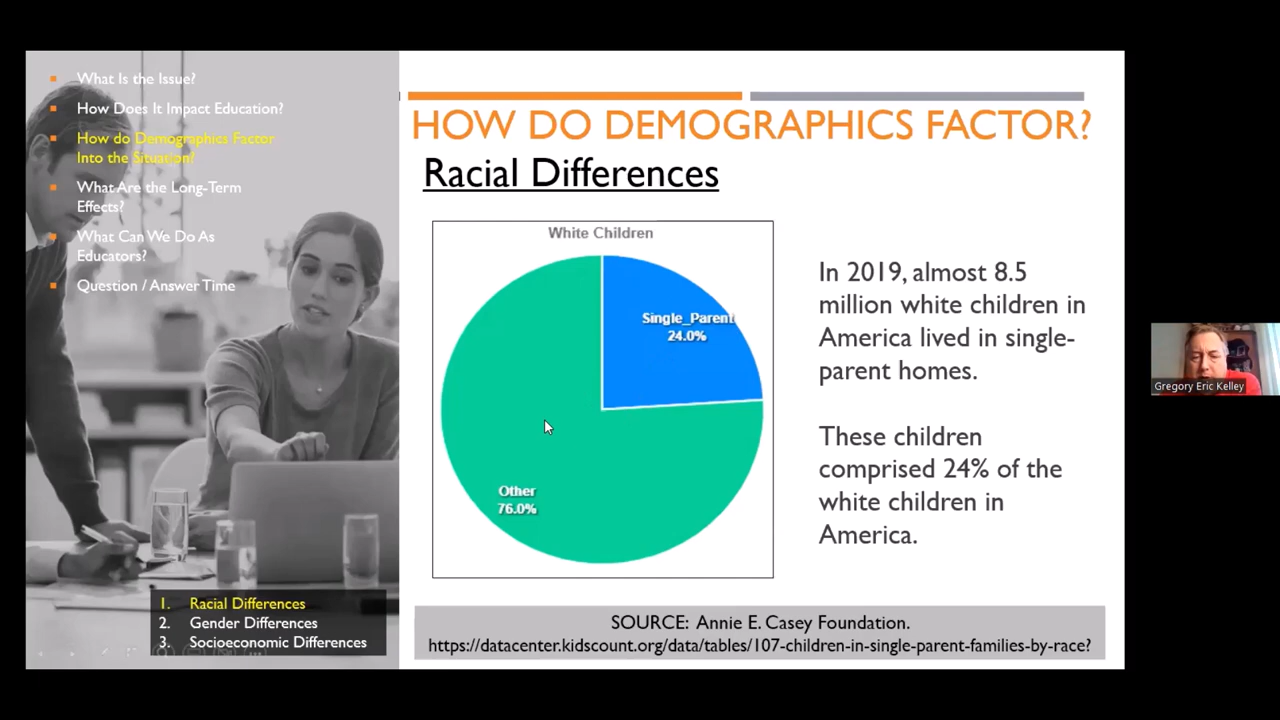 What Is the Issue?
How Does It Impact Education?
How do Demographics Factor
Into the Situation?
What Are the Long-Term
Effects?
What Can We Do As
Educators?
Question / Answer Time
1. Racial Differences
2. Gender Differences
3. Socioeconomic Differences
HOW DO DEMOGRAPHICS FACTOR?
Racial Differences
White Children
Single_Parent
24.0%
Other
76.0%
In 2019, almost 8.5
million white children in
America lived in single-
parent homes.
These children
comprised 24% of the
white children in
America.
SOURCE: Annie E. Casey Foundation.
https://datacenter.kidscount.org/data/tables/107-children-in-single-parent-families-by-race?
Gregory Eric Kelley